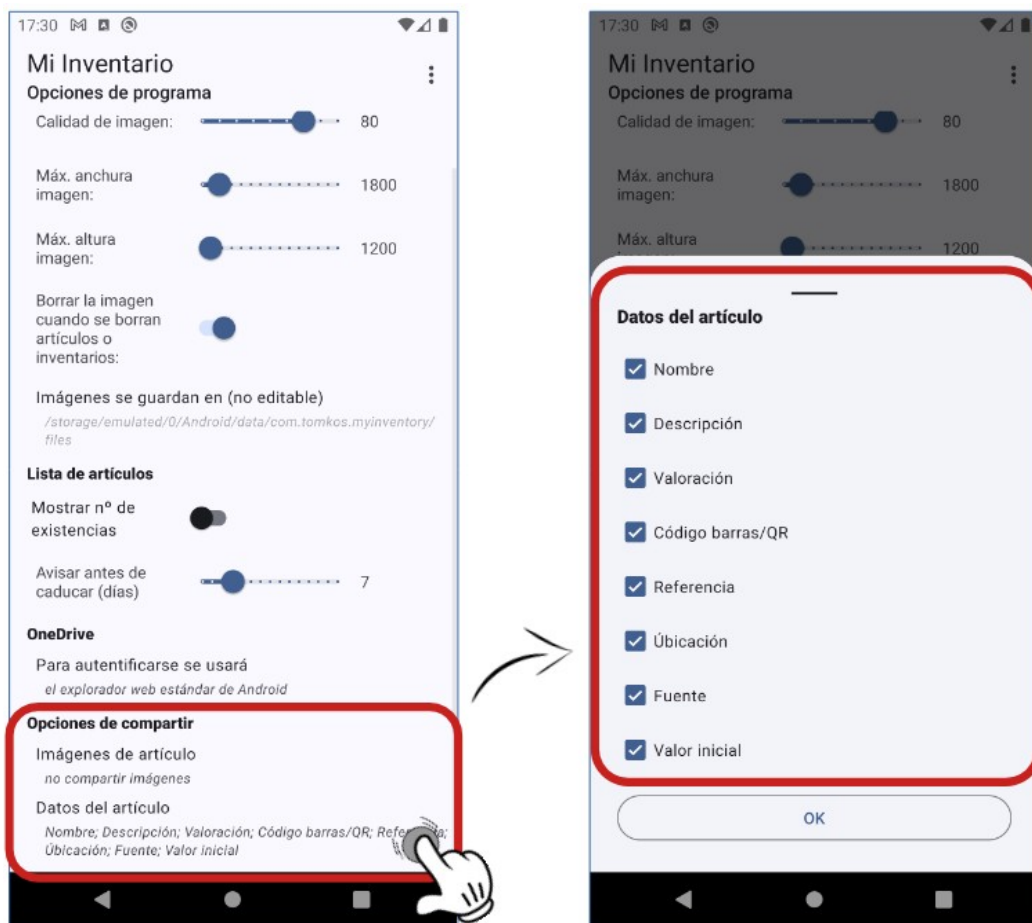 17:30
Mi Inventario
Opciones de programa
Calidad de imagen: 80
Máx. anchura
imagen: 1800
Máx. altura
imagen: 1200
Borrar la imagen
cuando se borran
artículos o
inventarios:
Imágenes se guardan en (no editable)
/storage/emulated/0/Android/data/com.tomkos.myinventory/
files
Lista de artículos
Mostrar nº de
existencias
Avisar antes de
caducar (días) 7
OneDrive
Para autentificarse se usará
el explorador web estándar de Android
Opciones de compartir
Imágenes de artículo
no compartir imágenes
Datos del artículo
Nombre; Descripción; Valoración; Código barras/QR; Referencia;
Úbicación; Fuente; Valor inicial
17:30
Mi Inventario
Opciones de programa
Calidad de imagen: 80
Máx. anchura
imagen: 1800
Máx. altura
1200
Datos del artículo
Nombre
Descripción
Valoración
Código barras/QR
Referencia
Úbicación
Fuente
Valor inicial
OK